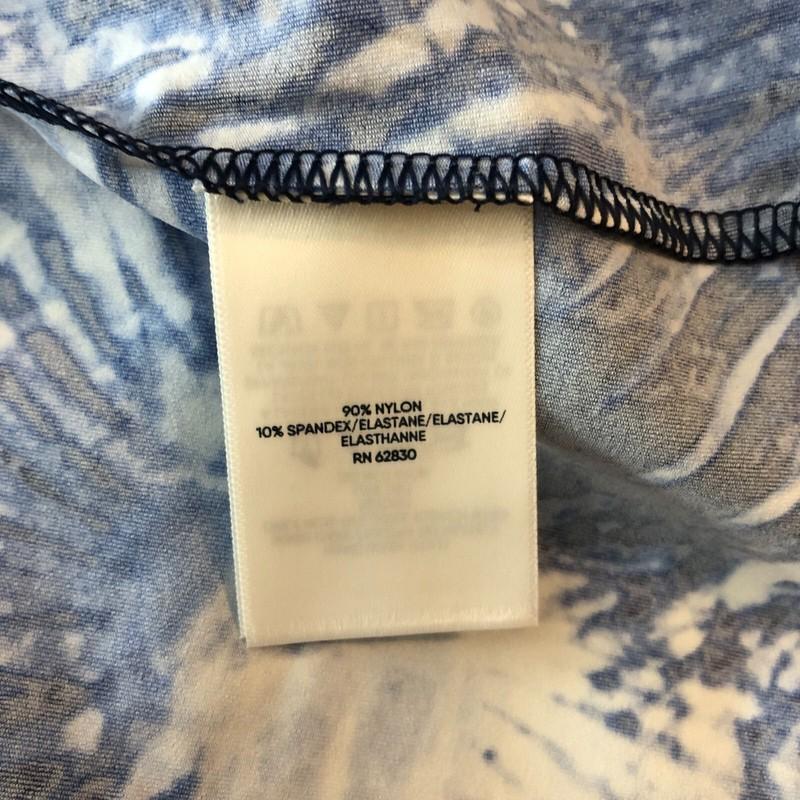 90% NYLON
10% SPANDEX/ELASTANE/ELASTANE/
ELASTHANNE
RN 62830